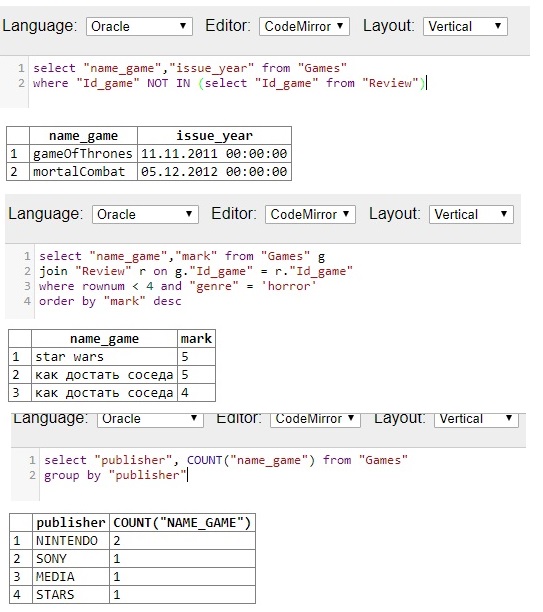 Language: Oracle Editor: CodeMirror Layout: Vertical
1 select "name_game","issue_year" from "Games"
2 where "Id_game" NOT IN (select "Id_game" from "Review")
name_game issue_year
1 gameOfThrones 11.11.2011 00:00:00
2 mortalCombat 05.12.2012 00:00:00
Language: Oracle Editor: CodeMirror Layout: Vertical
1 select "name_game","mark" from "Games" g
2 join "Review" r on g."Id_game" = r."Id_game"
3 where rownum < 4 and "genre" = 'horror'
4 order by "mark" desc
name_game mark
1 star wars 5
2 как достать соседа 5
3 как достать соседа 4
Language: Oracle Editor: CodeMirror Layout: Vertical
1 select "publisher", COUNT("name_game") from "Games"
2 group by "publisher"
publisher COUNT("NAME_GAME")
1 NINTENDO 2
2 SONY 1
3 MEDIA 1
4 STARS 1